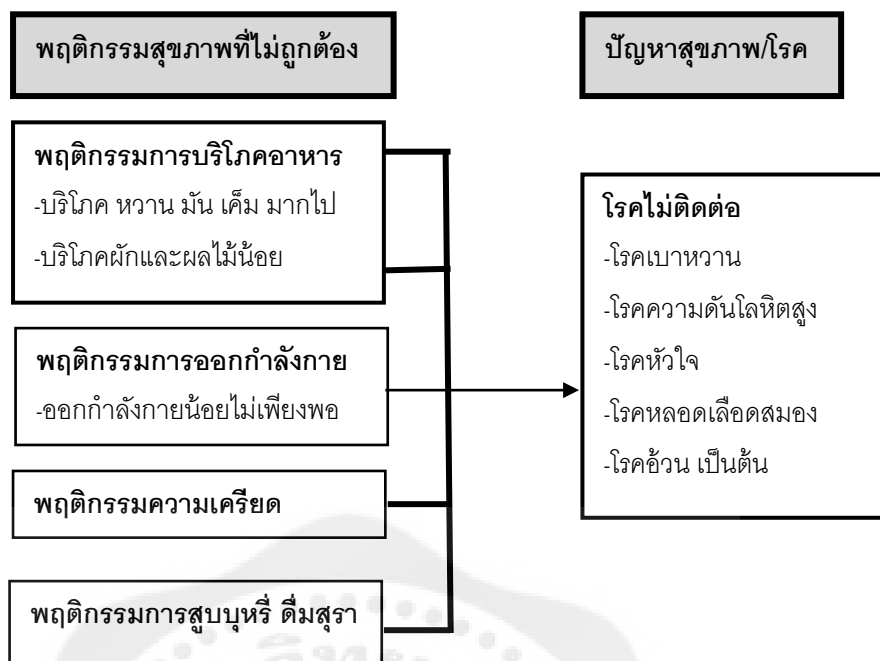 พฤติกรรมสุขภาพที่ไม่ถูกต้อง
ปัญหาสุขภาพ/โรค
พฤติกรรมการบริโภคอาหาร
-บริโภค หวาน มัน เค็ม มากไป
-บริโภคผักและผลไม้น้อย
พฤติกรรมการออกกำลังกาย
-ออกกำลังกายน้อยไม่เพียงพอ
พฤติกรรมความเครียด
พฤติกรรมการสูบบุหรี่ ดื่มสุรา
โรคไม่ติดต่อ
-โรคเบาหวาน
-โรคความดันโลหิตสูง
-โรคหัวใจ
-โรคหลอดเลือดสมอง
-โรคอ้วน เป็นต้น